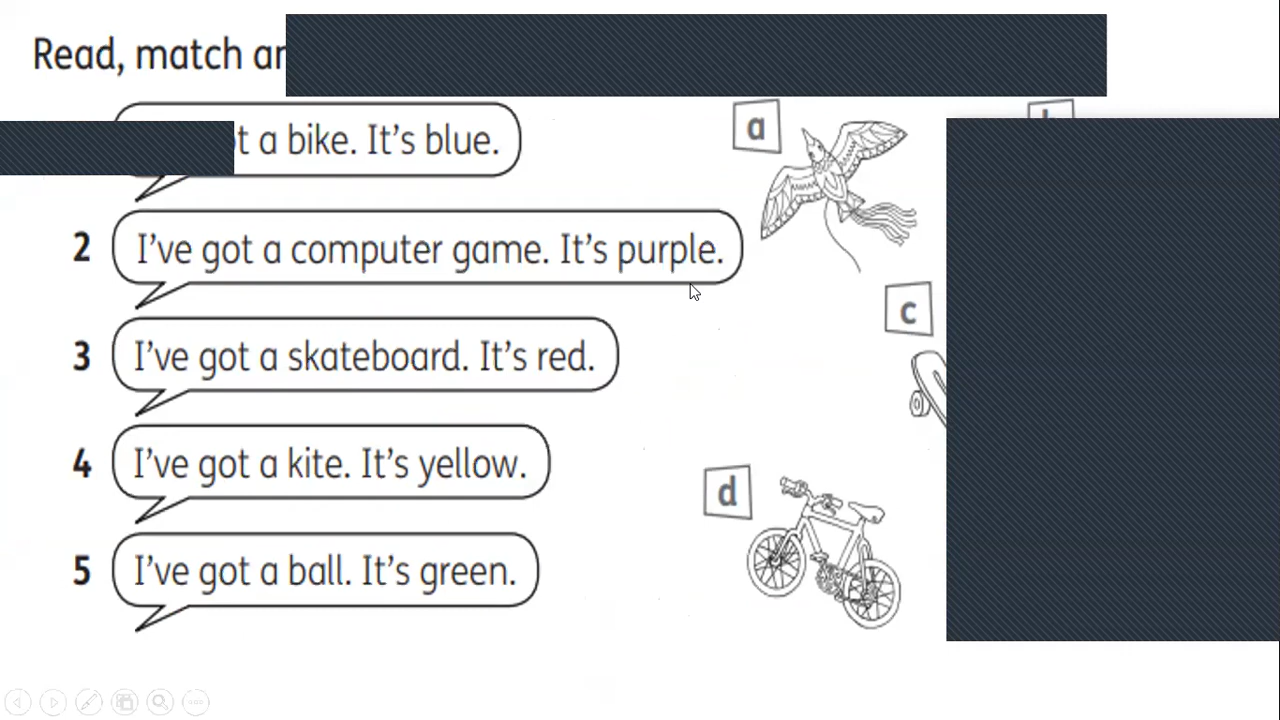 Read, match
a bike. It's blue.
2 I've got a computer game. It's purple.
3 I've got a skateboard. It's red.
4 I've got a kite. It's yellow.
5 I've got a ball. It's green.
a
c
d